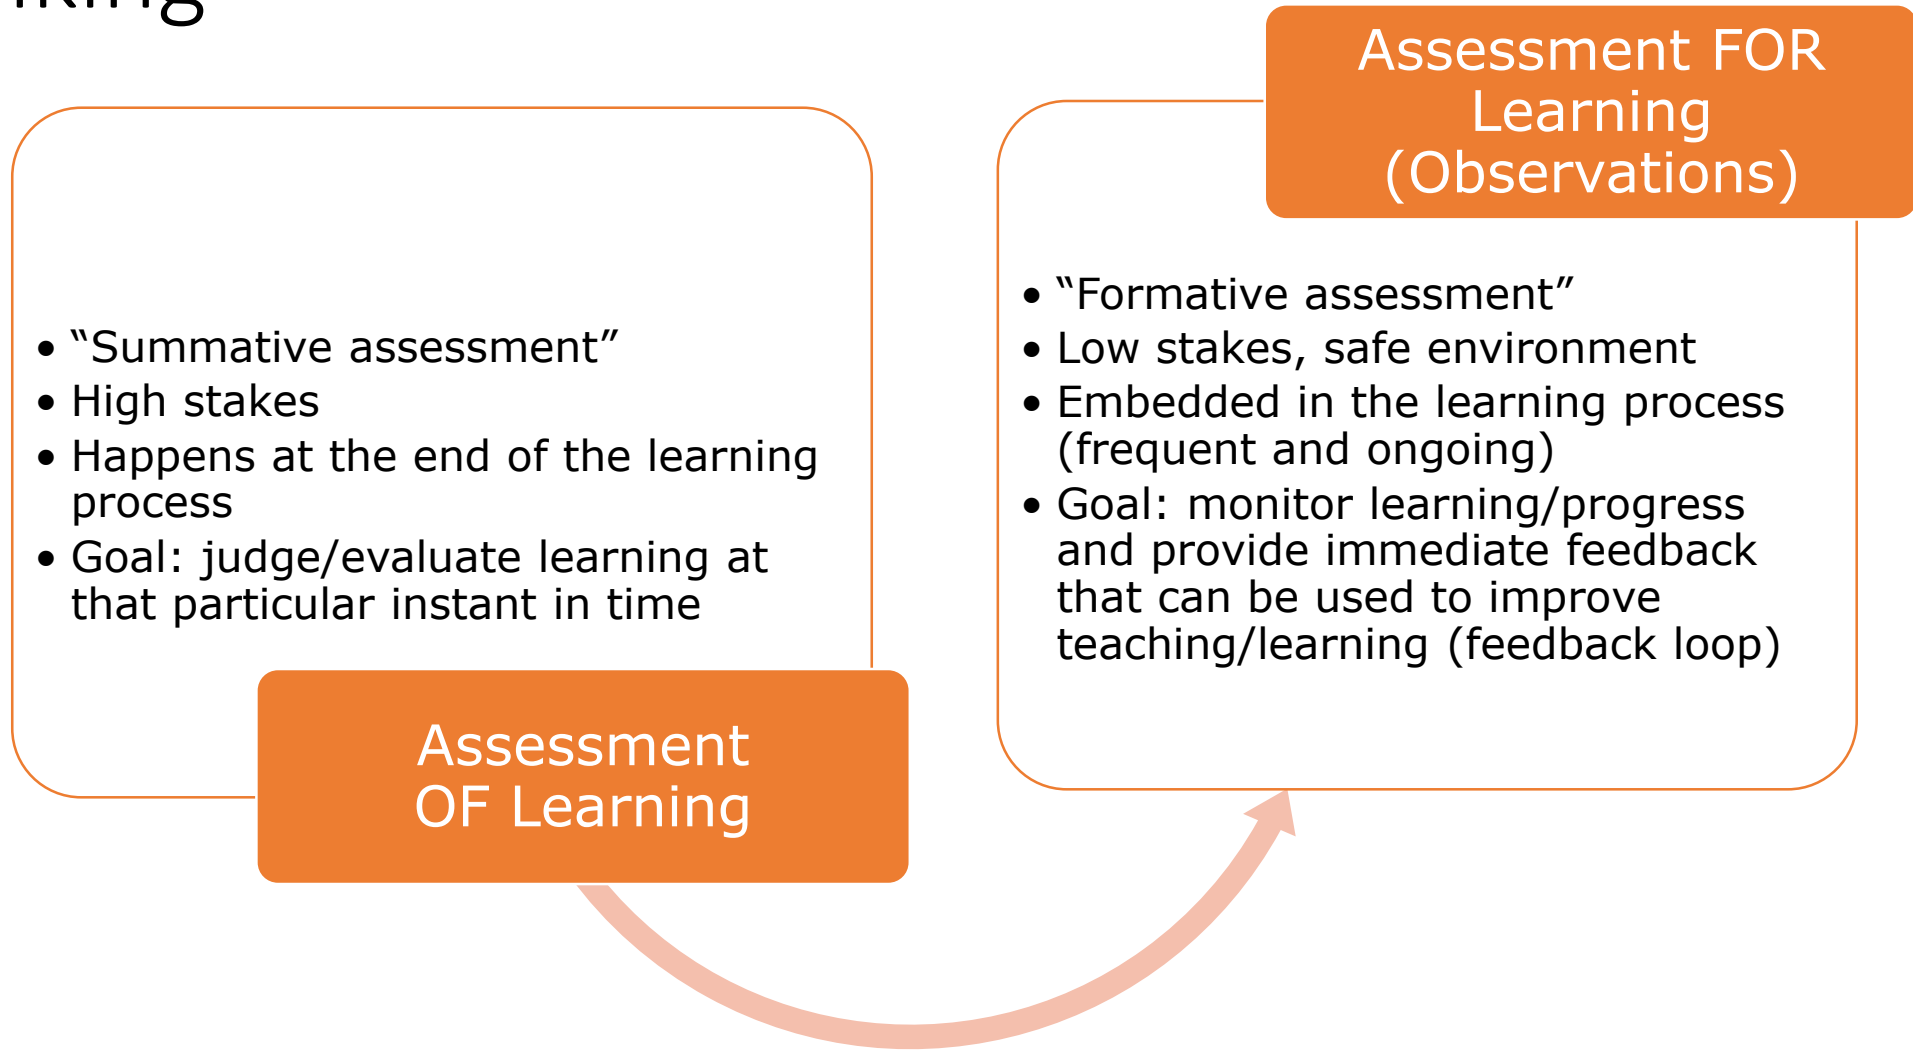 • “Summative assessment”
• High stakes
• Happens at the end of the learning
process
• Goal: judge/evaluate learning at
that particular instant in time
Assessment
OF Learning
Assessment FOR
Learning
(Observations)
• “Formative assessment”
• Low stakes, safe environment
• Embedded in the learning process
(frequent and ongoing)
• Goal: monitor learning/progress
and provide immediate feedback
that can be used to improve
teaching/learning (feedback loop)